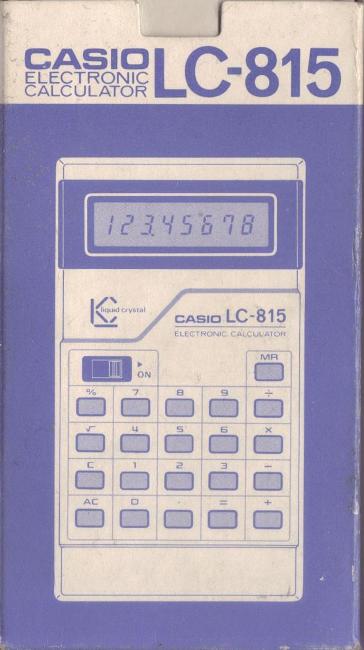 CASIO LC-815
ELECTRONIC
CALCULATOR
123.45678
LC liquid crystal
CASIO LC-815
ELECTRONIC CALCULATOR
ON
MR
% 7 8 9 ÷
√ 4 5 6 ×
C 1 2 3 −
AC 0 · = +